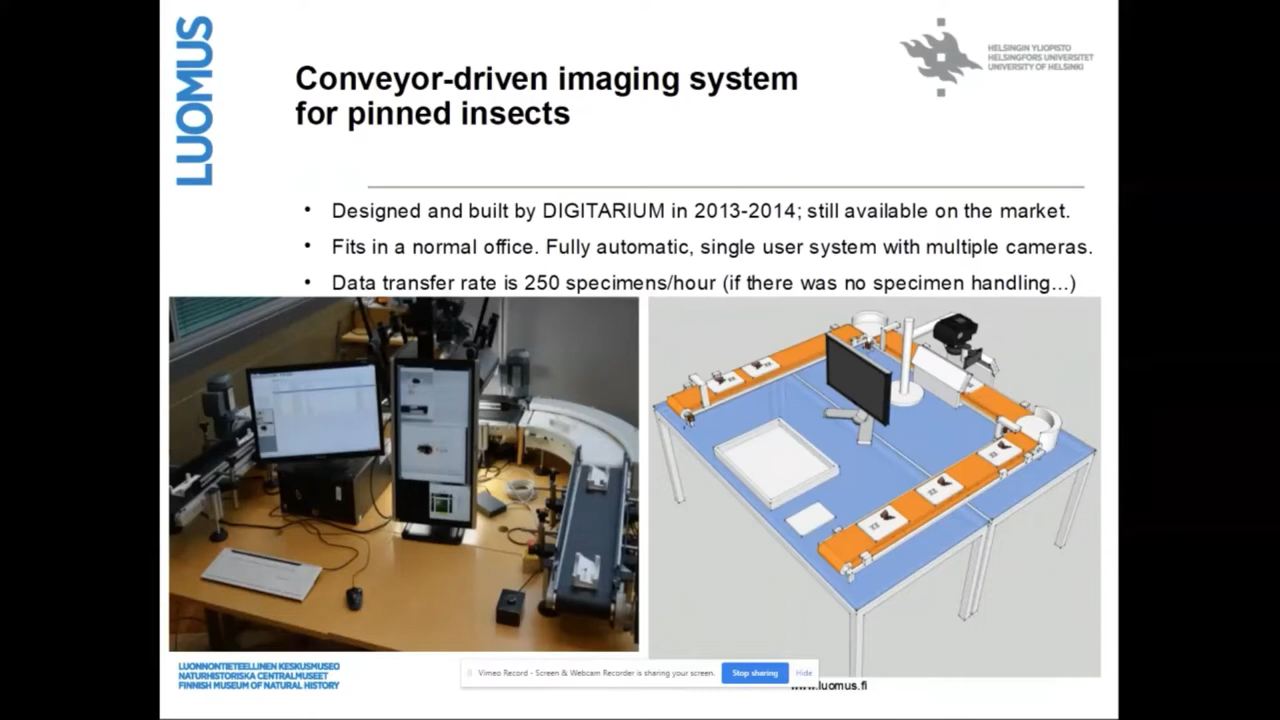 LUOMUS
HELSINGIN YLIOPISTO
HELSINGFORS UNIVERSITET
UNIVERSITY OF HELSINKI
Conveyor-driven imaging system
for pinned insects
• Designed and built by DIGITARIUM in 2013-2014; still available on the market.
• Fits in a normal office. Fully automatic, single user system with multiple cameras.
• Data transfer rate is 250 specimens/hour (if there was no specimen handling...)
LUONNONTIETEELLINEN KESKUSMUSEO
NATURHISTORISKA CENTRALMUSEET
FINNISH MUSEUM OF NATURAL HISTORY
Vimeo Record - Screen & Webcam Recorder is sharing your screen.
Stop sharing
Hide
www.luomus.fi